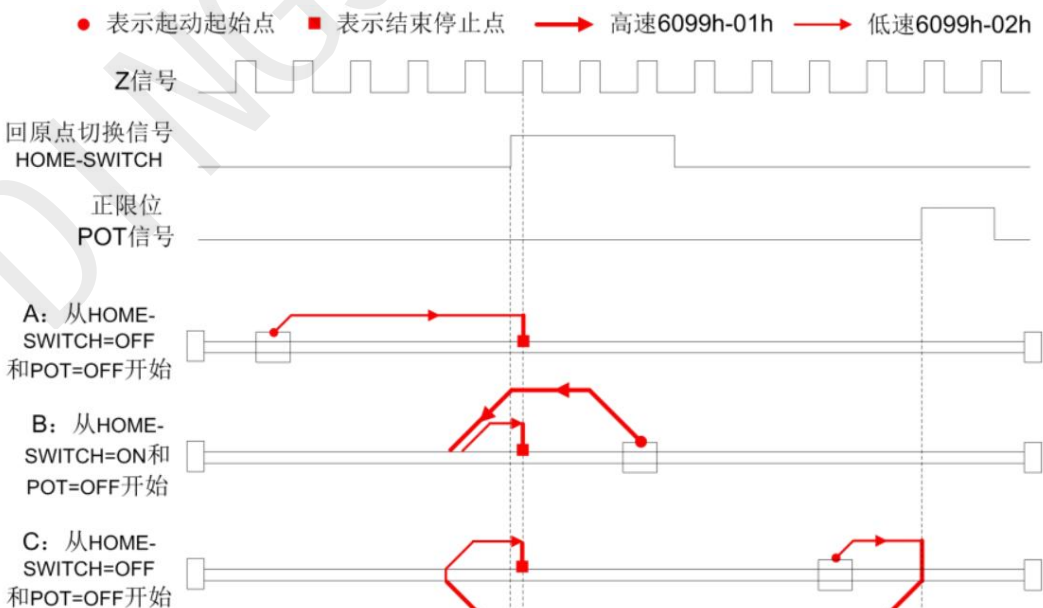 表示起动起始点 表示结束停止点 高速6099h-01h 低速6099h-02h
Z信号
回原点切换信号
HOME-SWITCH
正限位
POT信号
A：从HOME-
SWITCH=OFF
和POT=OFF开始
B：从HOME-
SWITCH=ON和
POT=OFF开始
C：从HOME-
SWITCH=OFF
和POT=OFF开始